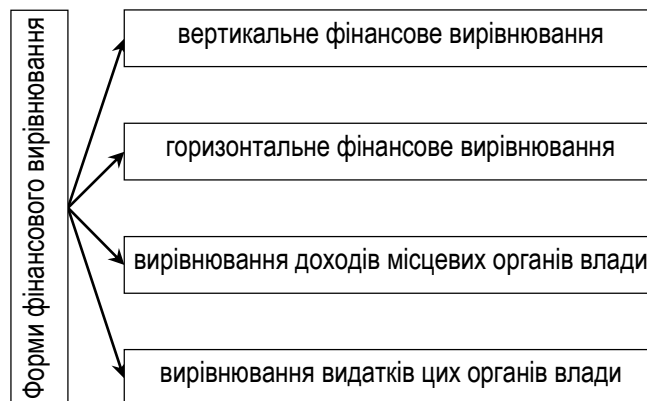 Форми фінансового вирівнювання
вертикальне фінансове вирівнювання
горизонтальне фінансове вирівнювання
вирівнювання доходів місцевих органів влади
вирівнювання видатків цих органів влади